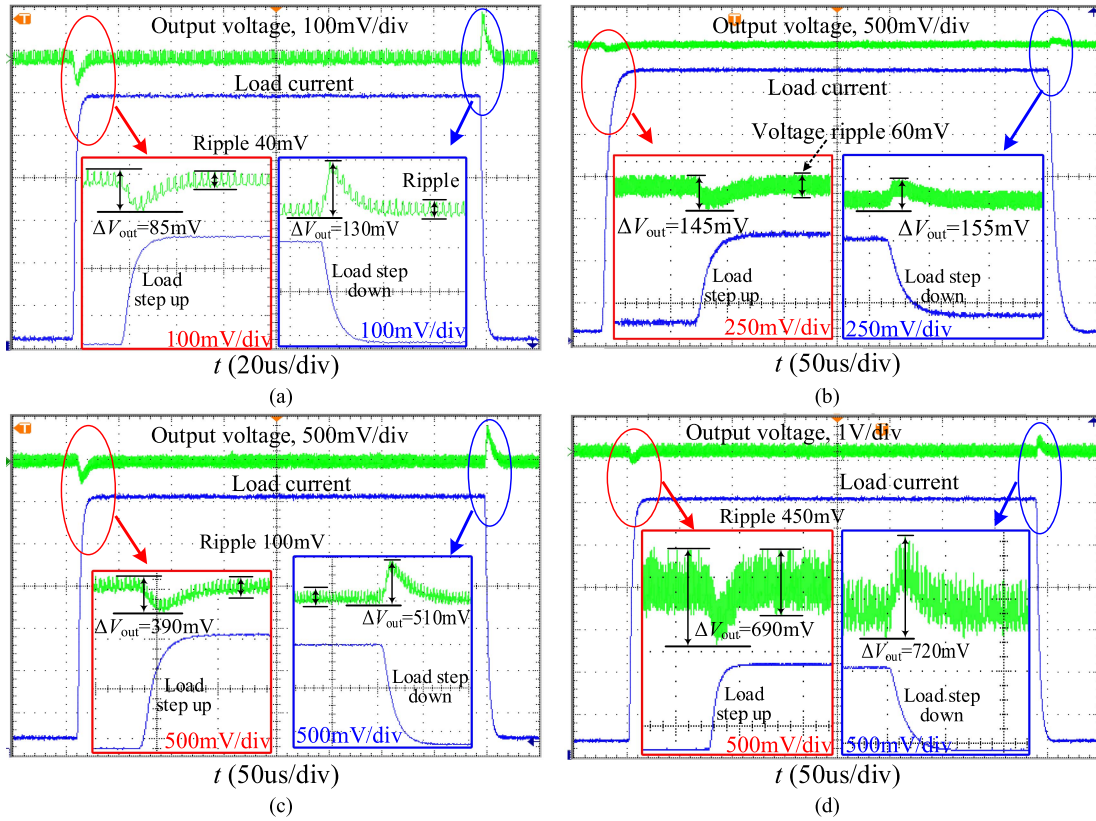 Output voltage, 100mV/div
Load current
Ripple 40mV
Ripple
ΔVout=85mV
ΔVout=130mV
Load
step up
Load step
down
100mV/div
100mV/div
t (20us/div)
(a)
Output voltage, 500mV/div
Load current
Voltage ripple 60mV
ΔVout=145mV
ΔVout=155mV
Load
step up
Load step
down
250mV/div
250mV/div
t (50us/div)
(b)
Output voltage, 500mV/div
Load current
Ripple 100mV
ΔVout=390mV
ΔVout=510mV
Load
step up
Load step
down
500mV/div
500mV/div
t (50us/div)
(c)
Output voltage, 1V/div
Load current
Ripple 450mV
ΔVout=690mV
ΔVout=720mV
Load
step up
Load step
down
500mV/div
500mV/div
t (50us/div)
(d)